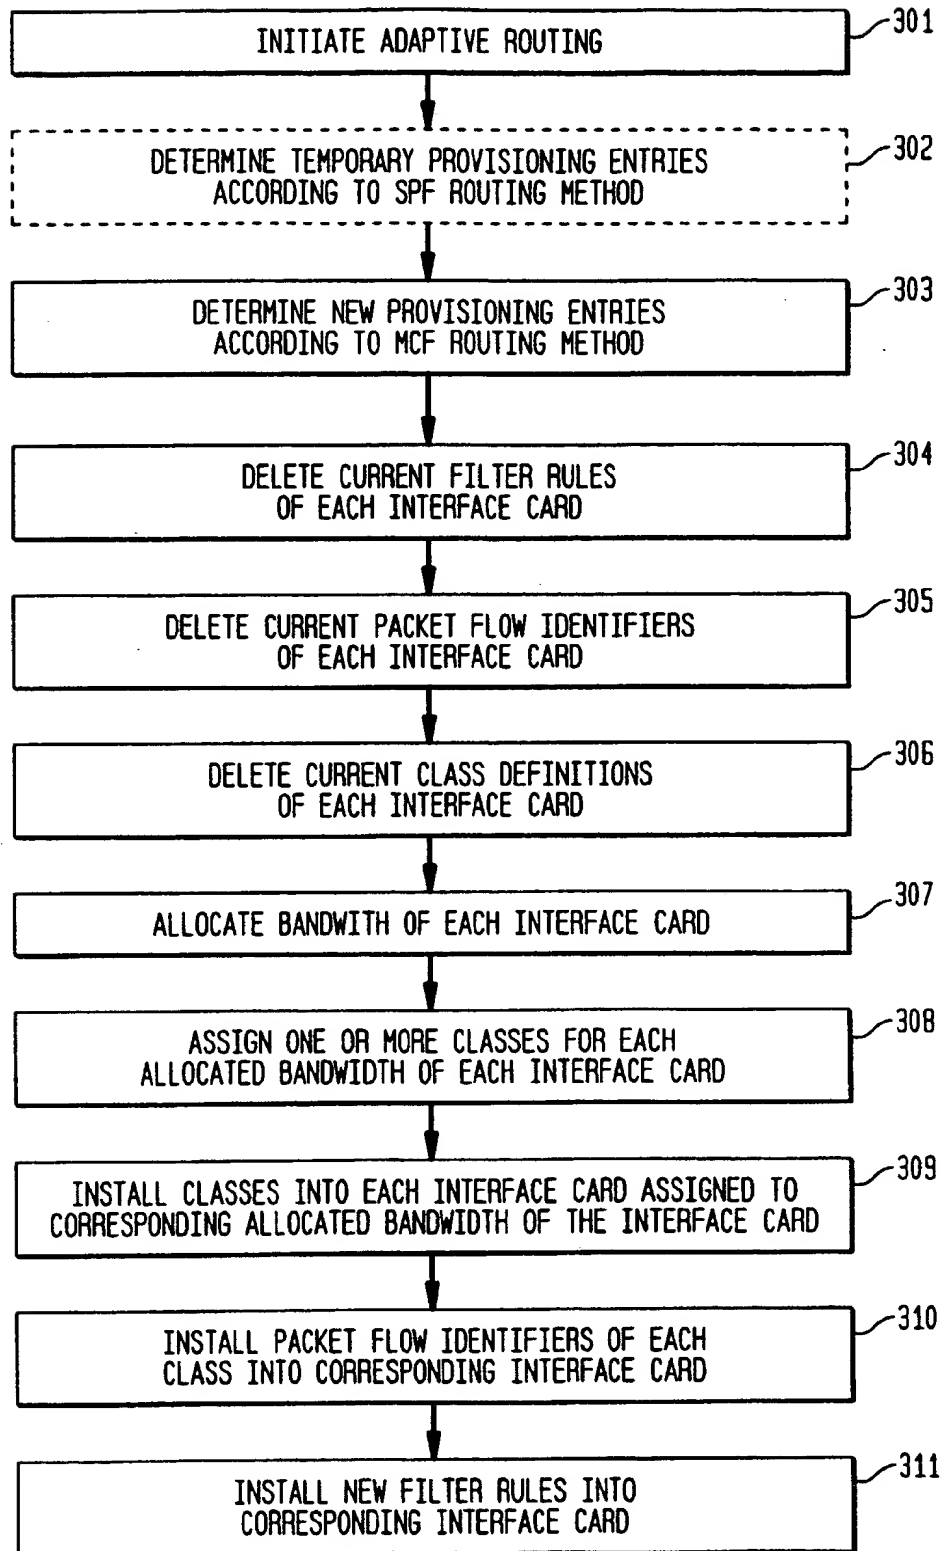 INITIATE ADAPTIVE ROUTING
301
DETERMINE TEMPORARY PROVISIONING ENTRIES
ACCORDING TO SPF ROUTING METHOD
302
DETERMINE NEW PROVISIONING ENTRIES
ACCORDING TO MCF ROUTING METHOD
303
DELETE CURRENT FILTER RULES
OF EACH INTERFACE CARD
304
DELETE CURRENT PACKET FLOW IDENTIFIERS
OF EACH INTERFACE CARD
305
DELETE CURRENT CLASS DEFINITIONS
OF EACH INTERFACE CARD
306
ALLOCATE BANDWITH OF EACH INTERFACE CARD
307
ASSIGN ONE OR MORE CLASSES FOR EACH
ALLOCATED BANDWIDTH OF EACH INTERFACE CARD
308
INSTALL CLASSES INTO EACH INTERFACE CARD ASSIGNED TO
CORRESPONDING ALLOCATED BANDWIDTH OF THE INTERFACE CARD
309
INSTALL PACKET FLOW IDENTIFIERS OF EACH
CLASS INTO CORRESPONDING INTERFACE CARD
310
INSTALL NEW FILTER RULES INTO
CORRESPONDING INTERFACE CARD
311